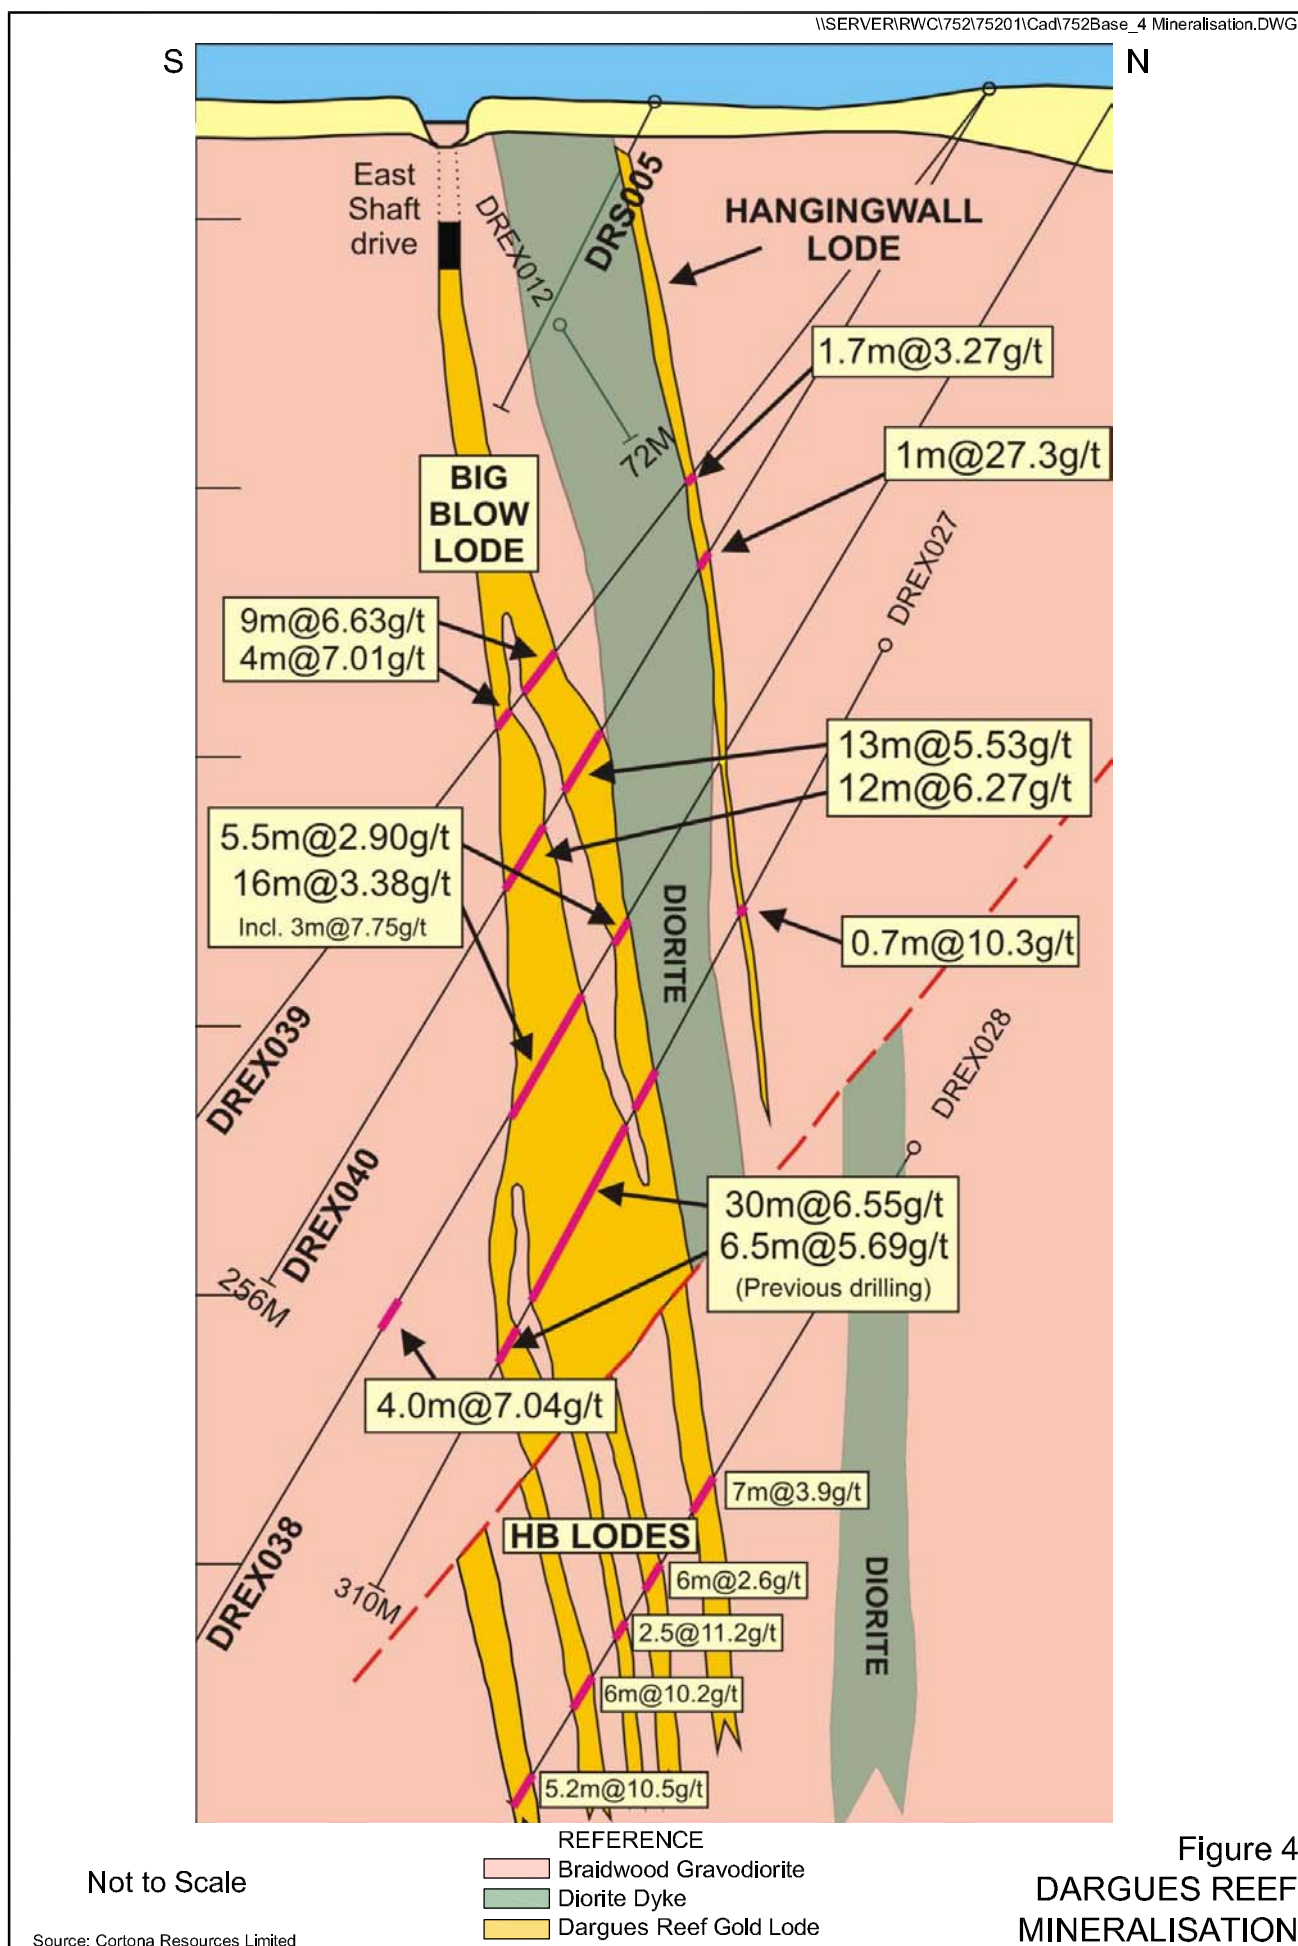 \\SERVER\RWC\752\75201\Cad\752Base_4 Mineralisation.DWG
S
N
East
Shaft
drive
DREX012
DRS005
HANGINGWALL
LODE
1.7m@3.27g/t
72M
1m@27.3g/t
BIG
BLOW
LODE
DREX027
9m@6.63g/t
4m@7.01g/t
13m@5.53g/t
12m@6.27g/t
5.5m@2.90g/t
16m@3.38g/t
Incl. 3m@7.75g/t
DIORITE
0.7m@10.3g/t
DREX039
DREX028
DREX040
256M
30m@6.55g/t
6.5m@5.69g/t
(Previous drilling)
4.0m@7.04g/t
7m@3.9g/t
HB LODES
DREX038
310M
6m@2.6g/t
2.5@11.2g/t
DIORITE
6m@10.2g/t
5.2m@10.5g/t
REFERENCE
Braidwood Gravodiorite
Diorite Dyke
Dargues Reef Gold Lode
Not to Scale
Source: Cortona Resources Limited
Figure 4
DARGUES REEF
MINERALISATION